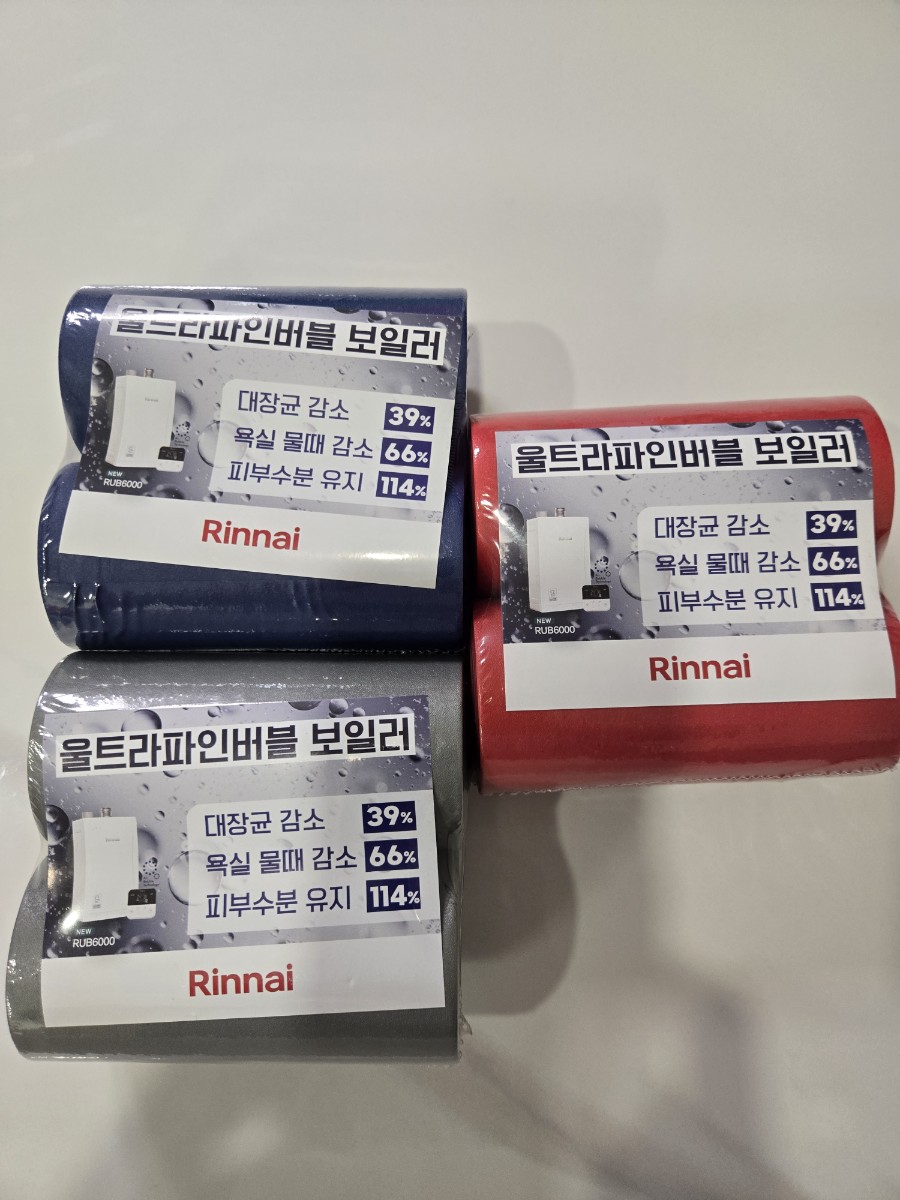 울트라파인버블 보일러
대장균 감소 39%
욕실 물때 감소 66%
피부수분 유지 114%
NEW
RUB6000
Rinnai
울트라파인버블 보일러
대장균 감소 39%
욕실 물때 감소 66%
피부수분 유지 114%
NEW
RUB6000
Rinnai
울트라파인버블 보일러
대장균 감소 39%
욕실 물때 감소 66%
피부수분 유지 114%
NEW
RUB6000
Rinnai